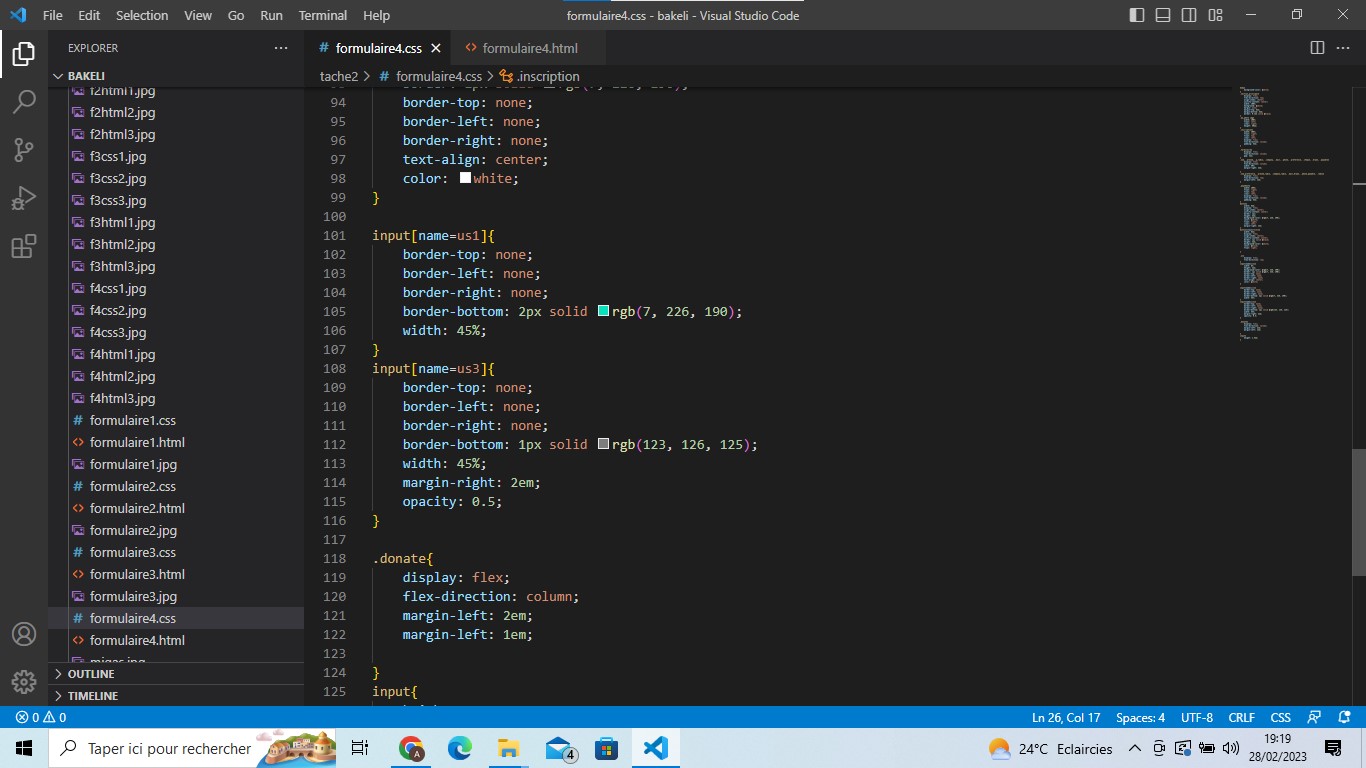 File Edit Selection View Go Run Terminal Help
formulaire4.css - bakeli - Visual Studio Code
EXPLORER
BAKELI
f2html1.jpg
f2html2.jpg
f2html3.jpg
f3css1.jpg
f3css2.jpg
f3css3.jpg
f3html1.jpg
f3html2.jpg
f3html3.jpg
f4css1.jpg
f4css2.jpg
f4css3.jpg
f4html1.jpg
f4html2.jpg
f4html3.jpg
# formulaire1.css
<> formulaire1.html
formulaire1.jpg
# formulaire2.css
<> formulaire2.html
formulaire2.jpg
# formulaire3.css
<> formulaire3.html
formulaire3.jpg
# formulaire4.css
<> formulaire4.html
OUTLINE
TIMELINE
# formulaire4.css
<> formulaire4.html
tache2 > # formulaire4.css > .inscription
94 border-top: none;
95 border-left: none;
96 border-right: none;
97 text-align: center;
98 color: white;
99 }
100
101 input[name=us1]{
102 border-top: none;
103 border-left: none;
104 border-right: none;
105 border-bottom: 2px solid rgb(7, 226, 190);
106 width: 45%;
107 }
108 input[name=us3]{
109 border-top: none;
110 border-left: none;
111 border-right: none;
112 border-bottom: 1px solid rgb(123, 126, 125);
113 width: 45%;
114 margin-right: 2em;
115 opacity: 0.5;
116 }
117
118 .donate{
119 display: flex;
120 flex-direction: column;
121 margin-left: 2em;
122 margin-left: 1em;
123
124 }
125 input{
0 0
Ln 26, Col 17 Spaces: 4 UTF-8 CRLF CSS
Taper ici pour rechercher
A
4
24°C Eclaircies
19:19
28/02/2023